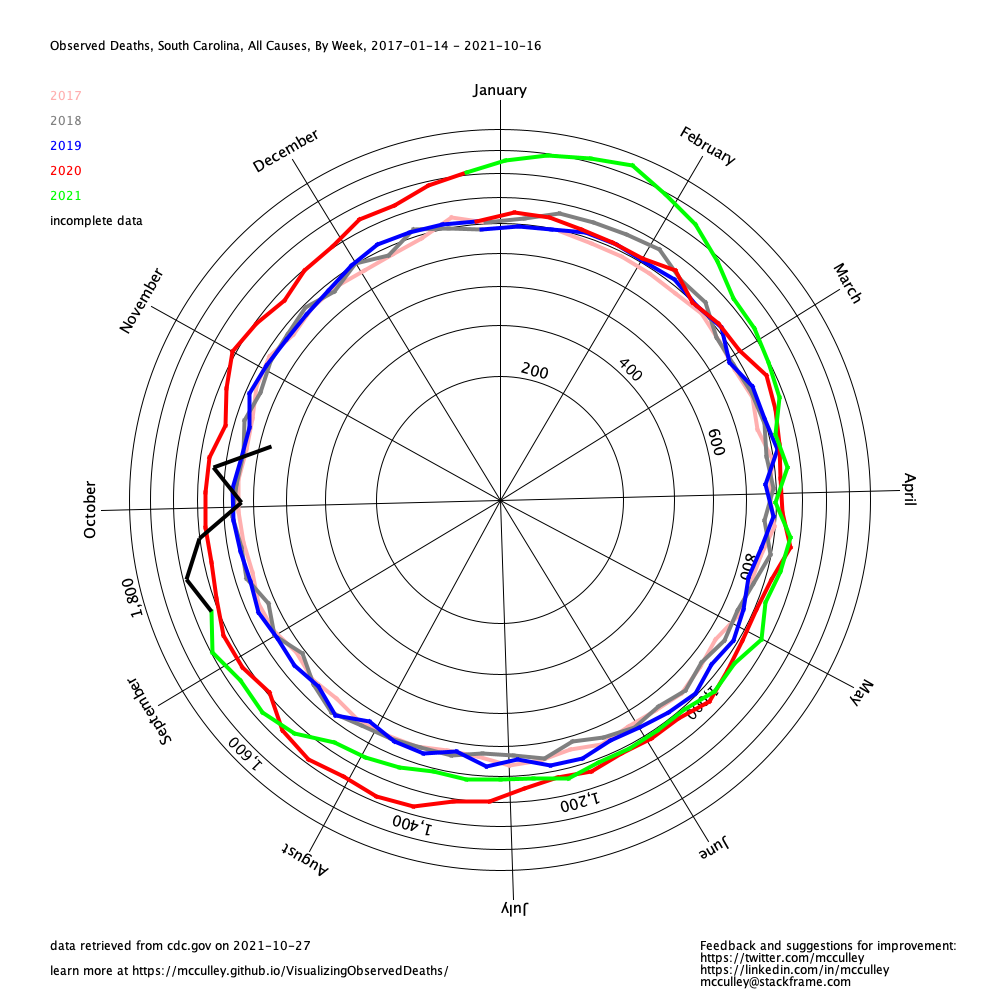 Observed Deaths, South Carolina, All Causes, By Week, 2017-01-14 - 2021-10-16
January
2017
2018
2019
2020
2021
incomplete data
December
February
November
March
200
400
600
October
April
800
1,800
1,000
September
May
1,600
1,400
1,200
August
June
July
data retrieved from cdc.gov on 2021-10-27
learn more at https://mcculley.github.io/VisualizingObservedDeaths/
Feedback and suggestions for improvement:
https://twitter.com/mcculley
https://linkedin.com/in/mcculley
mcculley@stackframe.com